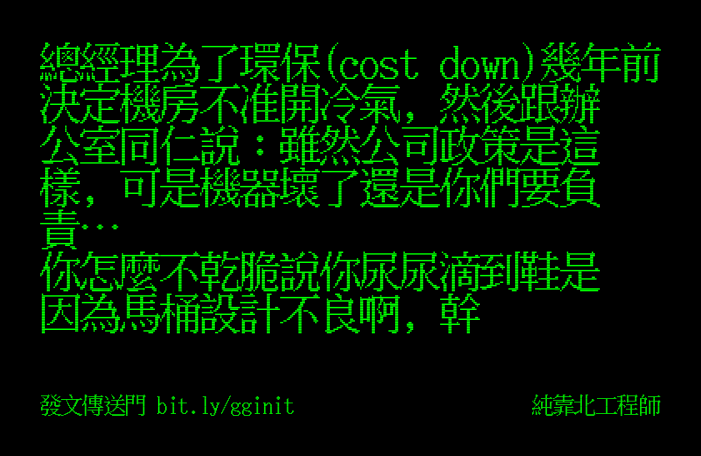 總經理為了環保(cost down)幾年前
決定機房不准開冷氣，然後跟辦
公室同仁說：雖然公司政策是這
樣，可是機器壞了還是你們要負
責…
你怎麼不乾脆說你尿尿滴到鞋是
因為馬桶設計不良啊，幹
發文傳送門 bit.ly/gginit
純靠北工程師